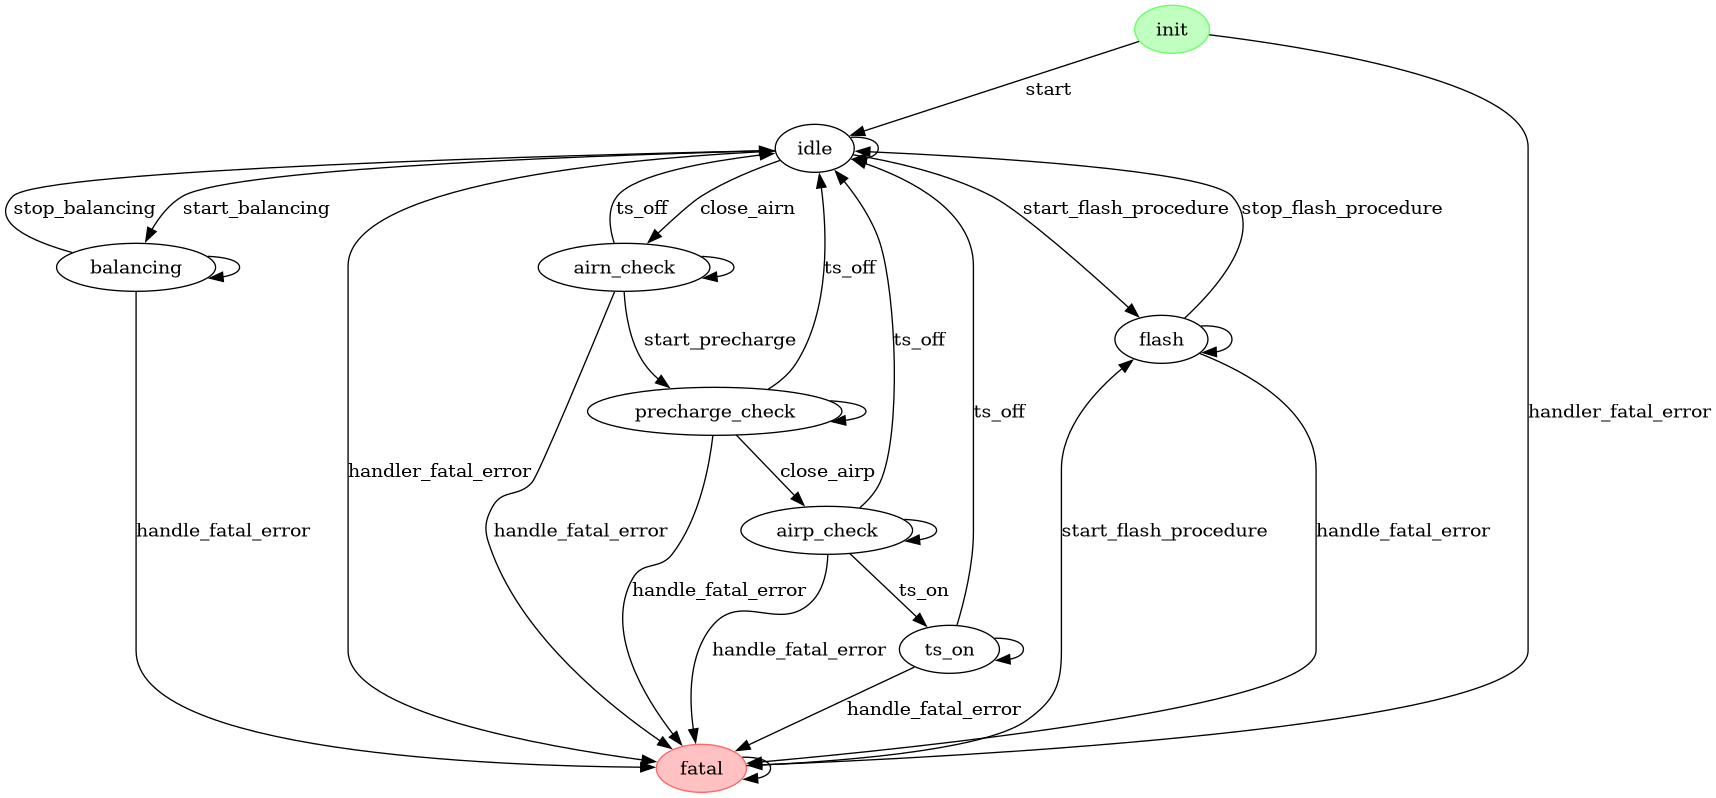 init
start
idle
stop_balancing
start_balancing
ts_off
close_airn
start_flash_procedure
stop_flash_procedure
balancing
airn_check
ts_off
start_precharge
ts_off
flash
precharge_check
ts_off
handler_fatal_error
handler_fatal_error
close_airp
handle_fatal_error
handle_fatal_error
airp_check
start_flash_procedure
handle_fatal_error
handle_fatal_error
ts_on
handle_fatal_error
ts_on
handle_fatal_error
fatal